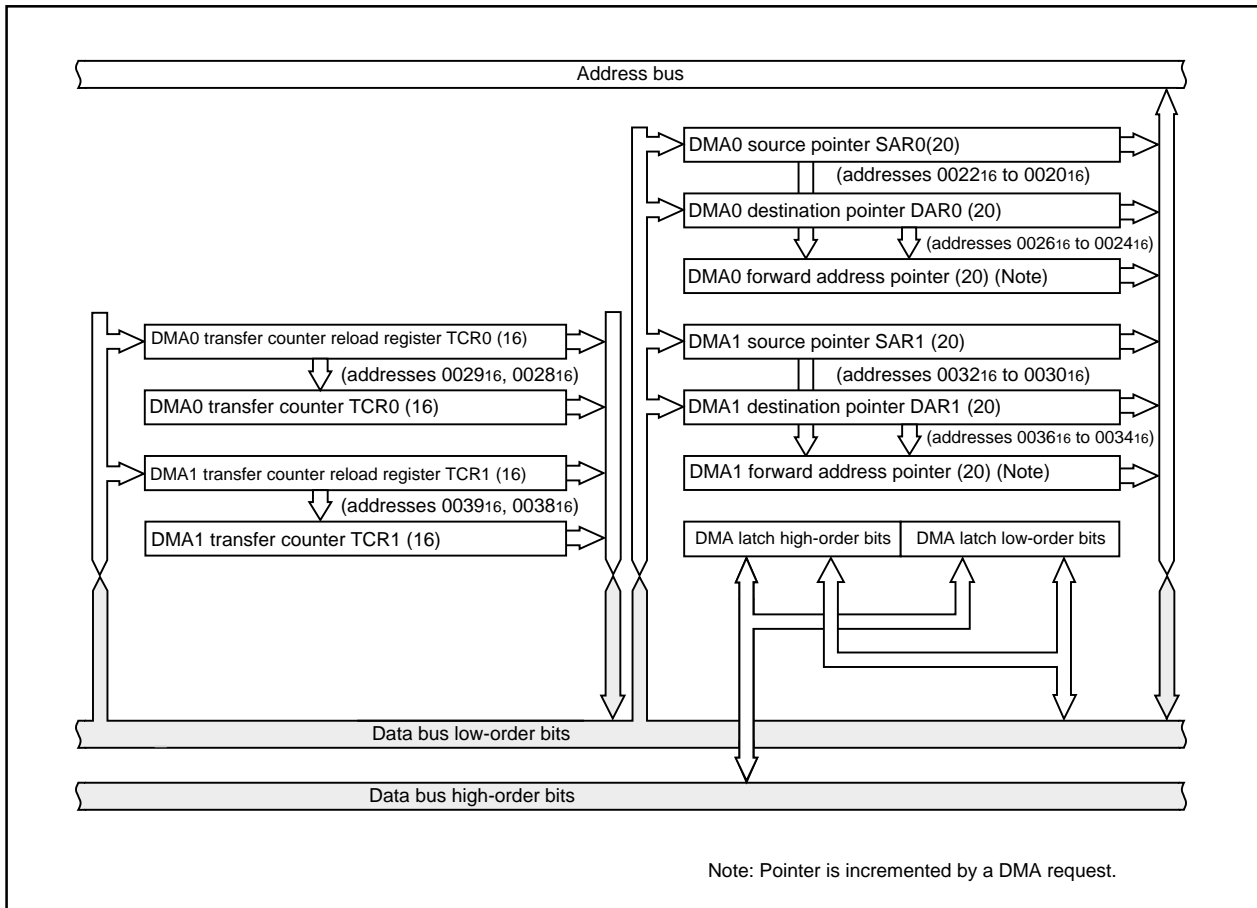 Address bus
DMA0 source pointer SAR0(20)
(addresses 002216 to 002016)
DMA0 destination pointer DAR0 (20)
(addresses 002616 to 002416)
DMA0 forward address pointer (20) (Note)
DMA0 transfer counter reload register TCR0 (16)
(addresses 002916, 002816)
DMA0 transfer counter TCR0 (16)
DMA1 transfer counter reload register TCR1 (16)
(addresses 003916, 003816)
DMA1 transfer counter TCR1 (16)
DMA1 source pointer SAR1 (20)
(addresses 003216 to 003016)
DMA1 destination pointer DAR1 (20)
(addresses 003616 to 003416)
DMA1 forward address pointer (20) (Note)
DMA latch high-order bits
DMA latch low-order bits
Data bus low-order bits
Data bus high-order bits
Note: Pointer is incremented by a DMA request.